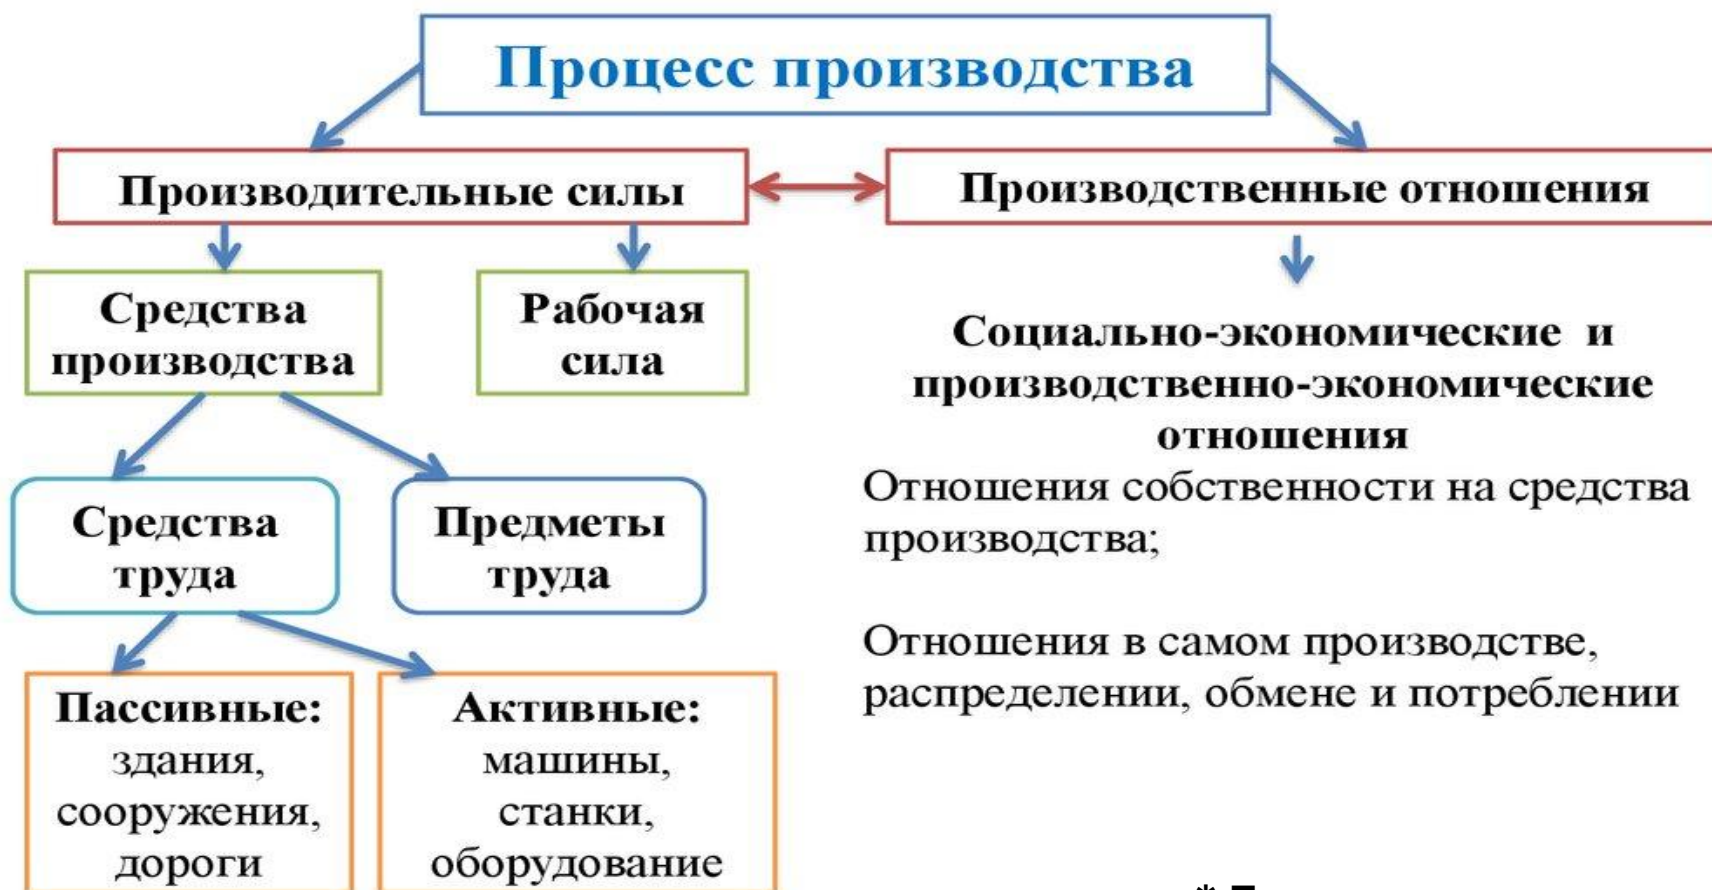 Процесс производства
Производительные силы
Производственные отношения
Средства
производства
Рабочая
сила
Социально-экономические и
производственно-экономические
отношения
Отношения собственности на средства
производства;
Отношения в самом производстве,
распределении, обмене и потреблении
Средства
труда
Предметы
труда
Пассивные:
здания,
сооружения,
дороги
Активные:
машины,
станки,
оборудование